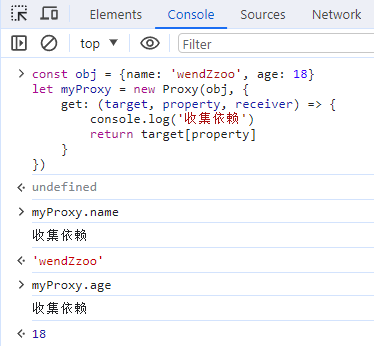 Elements Console Sources Network
top ▼ Filter
> const obj = {name: 'wendZzoo', age: 18}
let myProxy = new Proxy(obj, {
    get: (target, property, receiver) => {
        console.log('收集依赖')
        return target[property]
    }
})
undefined
> myProxy.name
收集依赖
'wendZzoo'
> myProxy.age
收集依赖
18